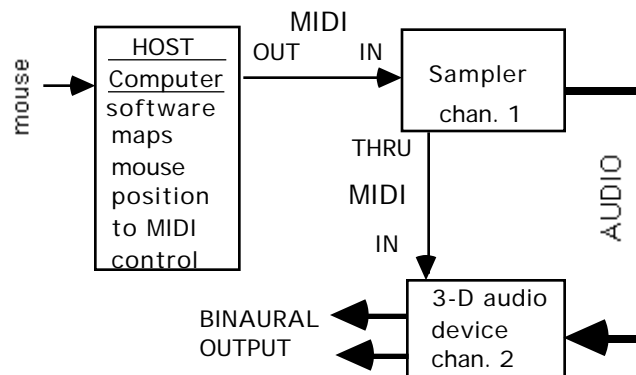 mouse
HOST
Computer
software
maps
mouse
position
to MIDI
control
MIDI
OUT
IN
Sampler
chan. 1
THRU
MIDI
IN
AUDIO
3-D audio
device
chan. 2
BINAURAL
OUTPUT